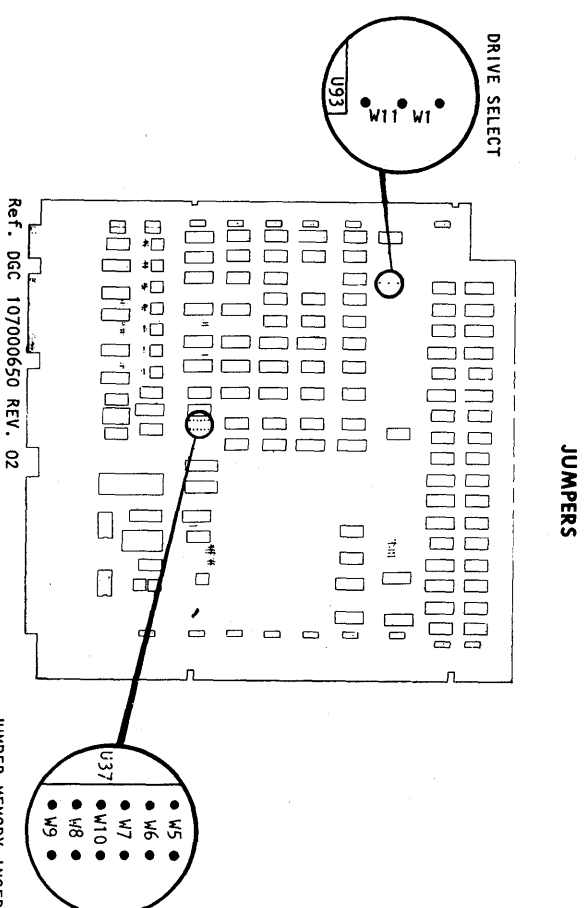 JUMPERS
DRIVE SELECT
W11 W1
U93
U37
W5
W6
W7
W10
W8
W9
Ref. DGC 107000650 REV. 02